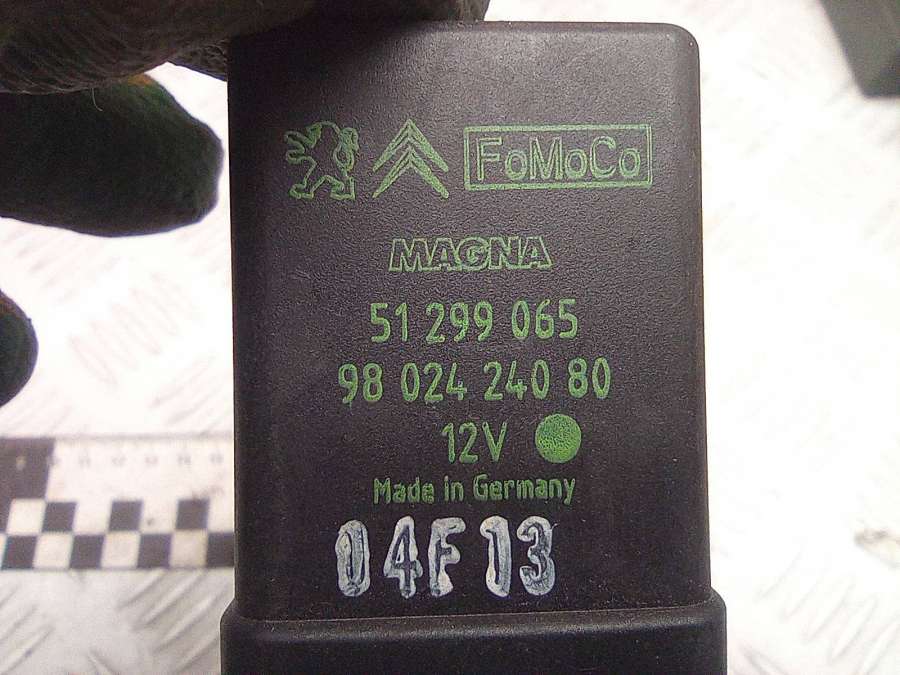 FoMoCo
MAGNA
51 299 065
98 024 240 80
12V
Made in Germany
04F13